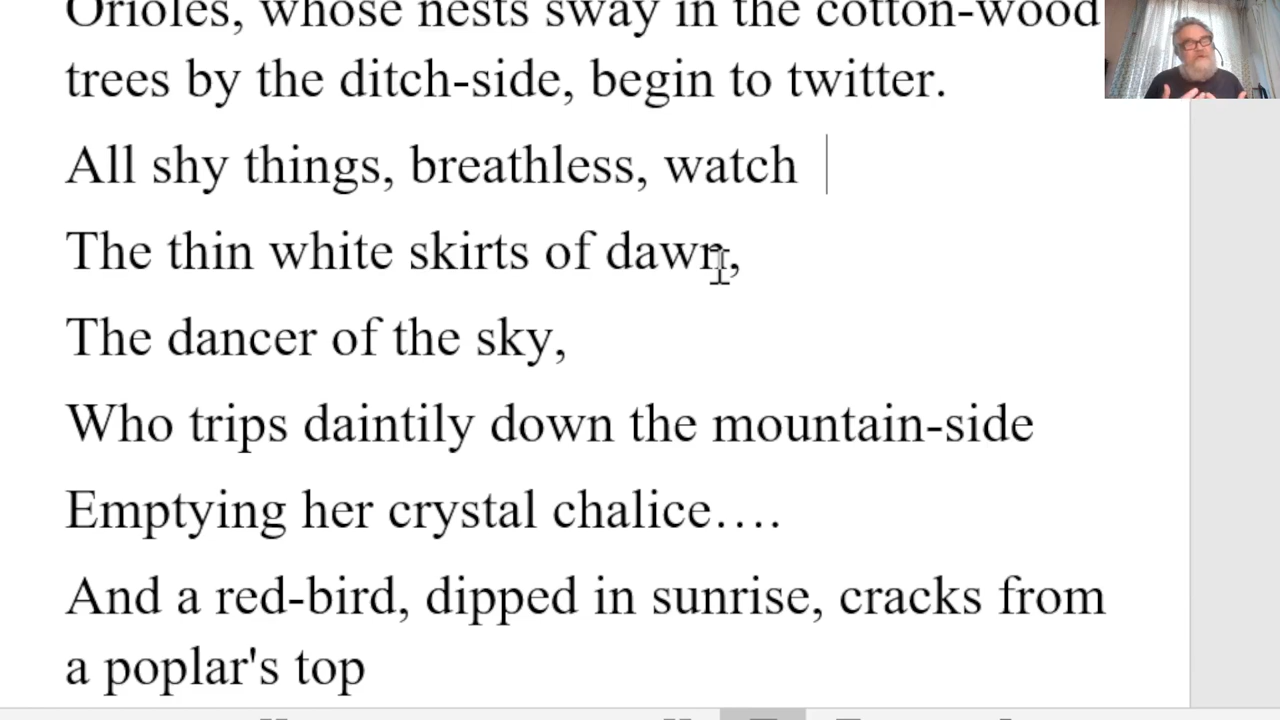 Orioles, whose nests sway in the cotton-wood
trees by the ditch-side, begin to twitter.
All shy things, breathless, watch
The thin white skirts of dawn,
The dancer of the sky,
Who trips daintily down the mountain-side
Emptying her crystal chalice….
And a red-bird, dipped in sunrise, cracks from
a poplar's top